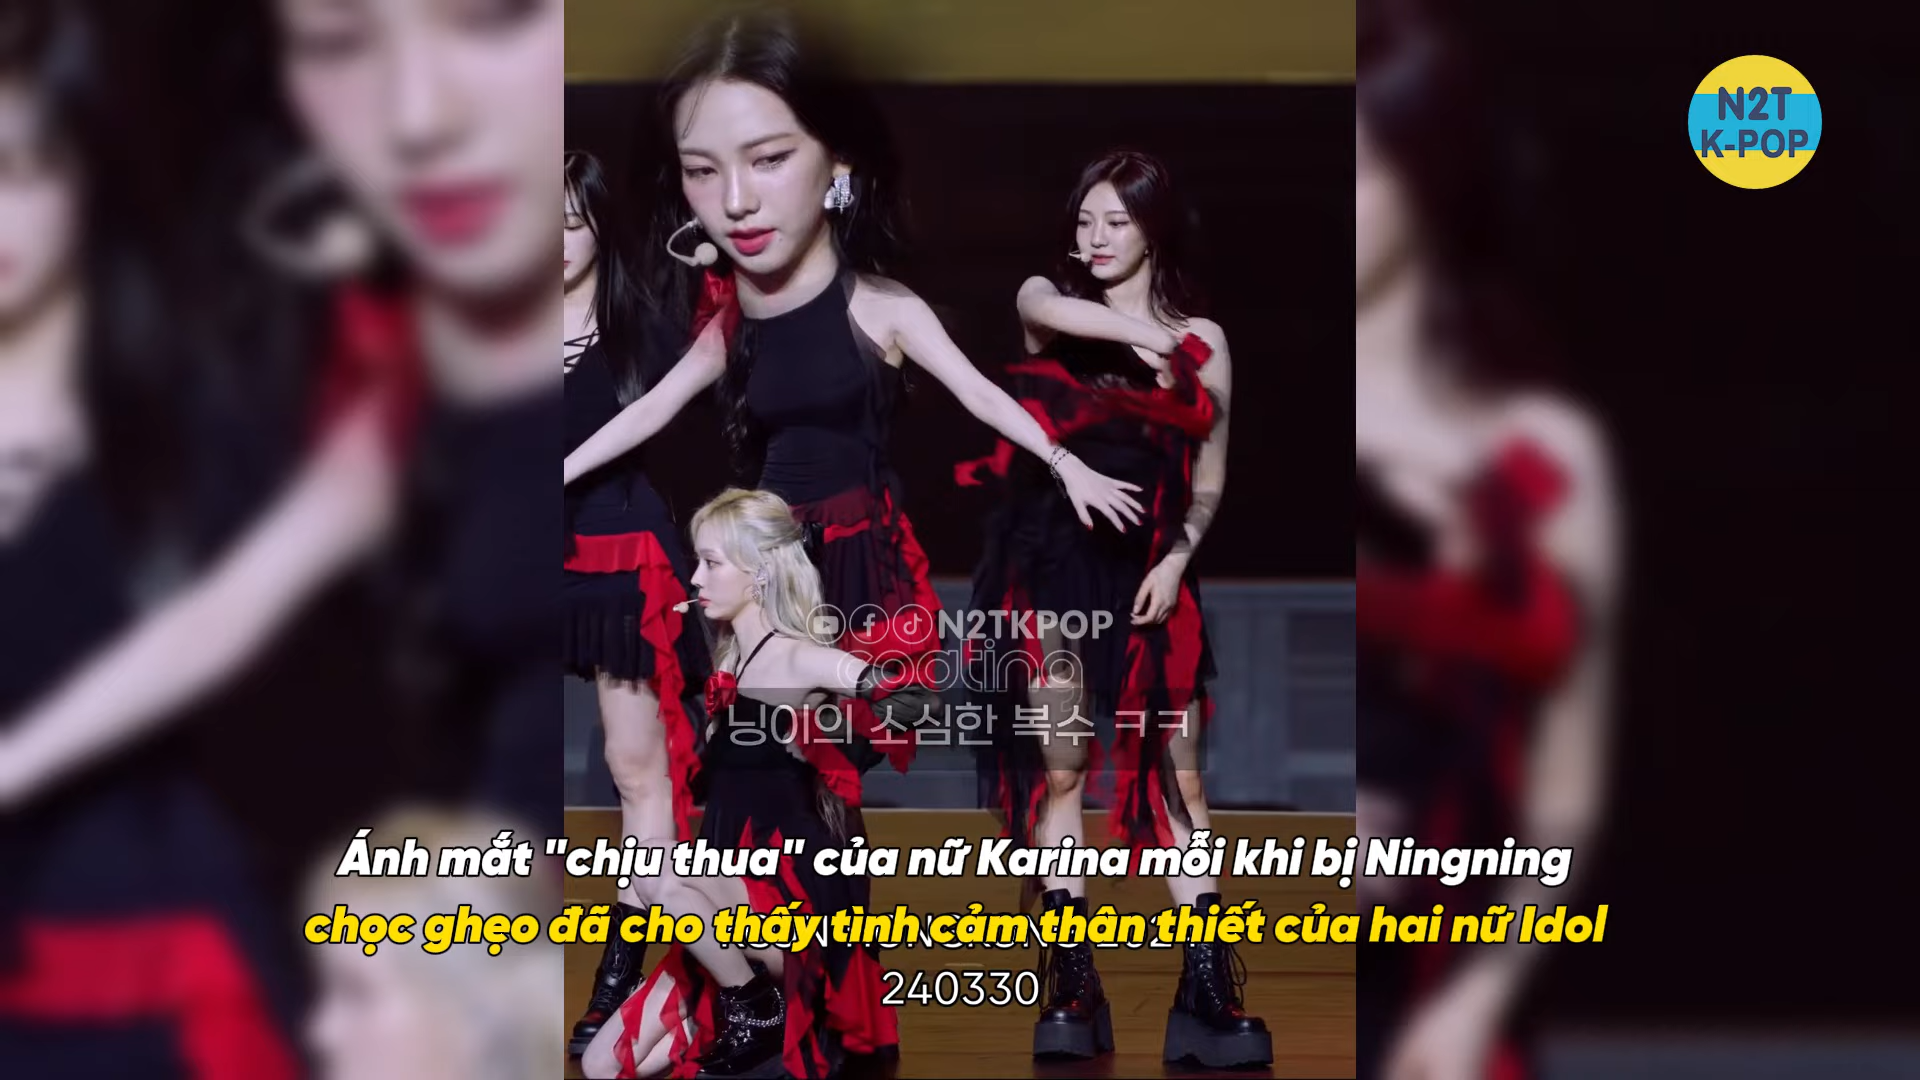 N2T
K-POP
N2TKPOP
coating
닝이의 소심한 복수 ㅋㅋ
Ánh mắt "chịu thua" của nữ Karina mỗi khi bị Ningning
chọc ghẹo đã cho thấy tình cảm thân thiết của hai nữ Idol
240330